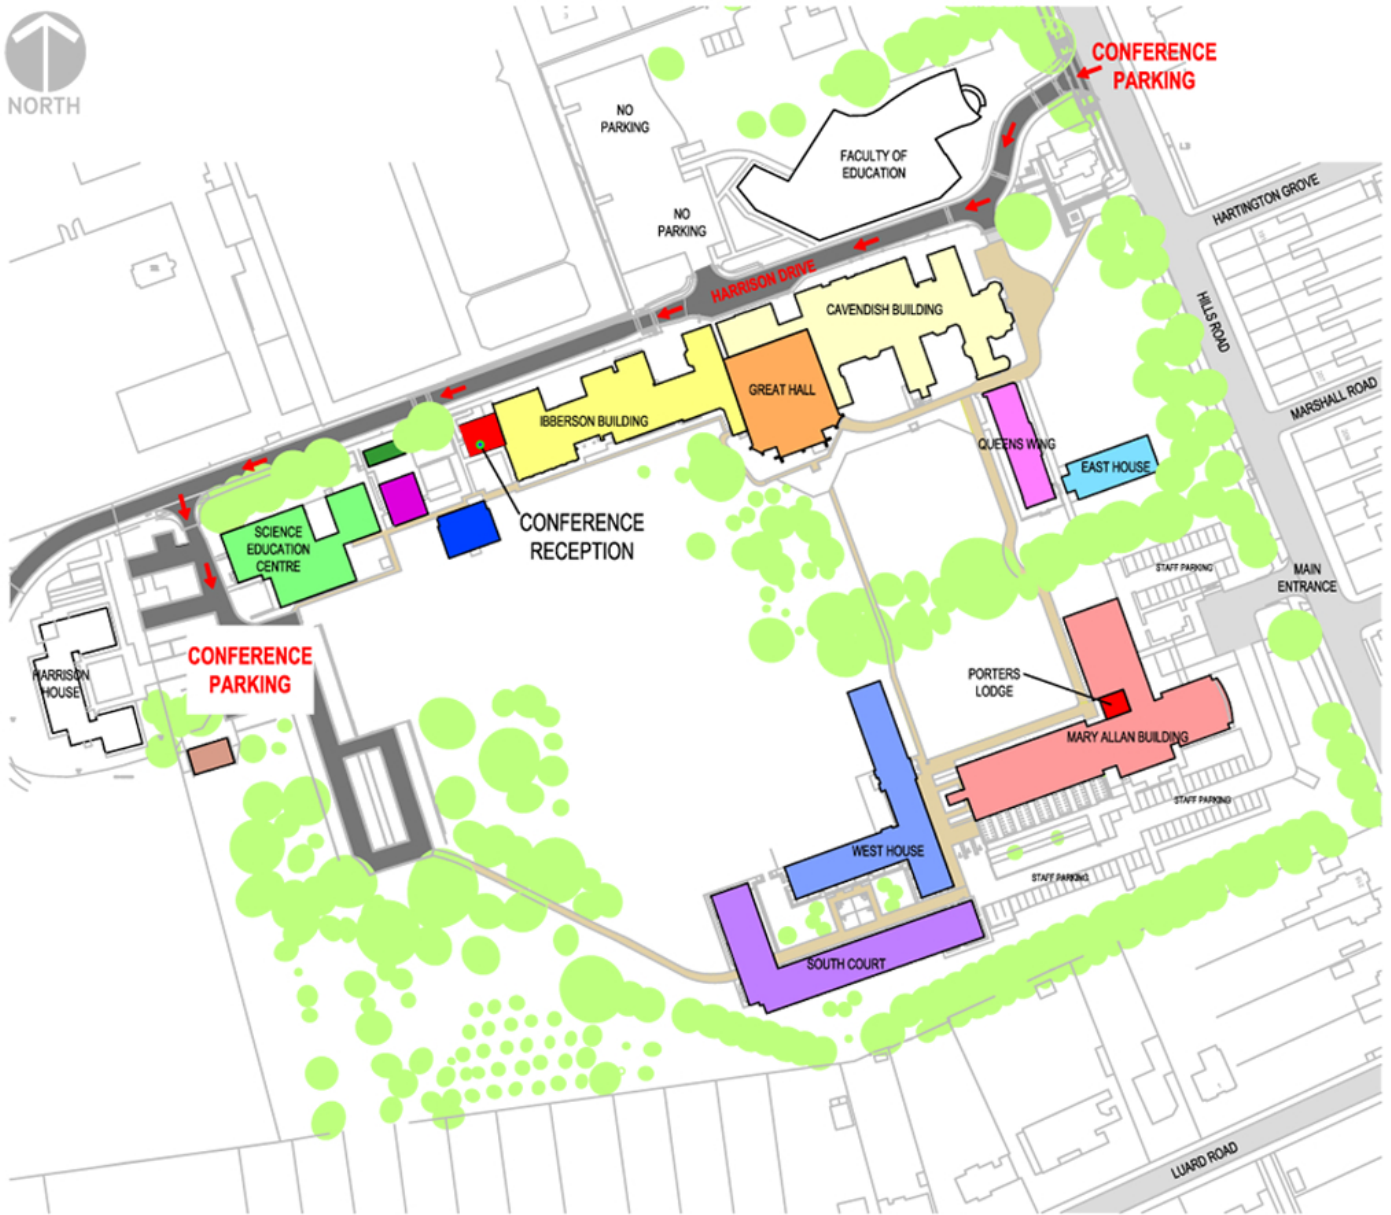 NORTH
CONFERENCE
PARKING
NO
PARKING
FACULTY OF
EDUCATION
HARTINGTON GROVE
NO
PARKING
HARRISON DRIVE
CAVENDISH BUILDING
HILLS ROAD
GREAT HALL
MARSHALL ROAD
IBBERSON BUILDING
QUEENS WING
EAST HOUSE
CONFERENCE
RECEPTION
SCIENCE
EDUCATION
CENTRE
STAFF PARKING
MAIN
ENTRANCE
CONFERENCE
PARKING
HARRISON
HOUSE
PORTERS
LODGE
MARY ALLAN BUILDING
STAFF PARKING
WEST HOUSE
STAFF PARKING
SOUTH COURT
LUARD ROAD